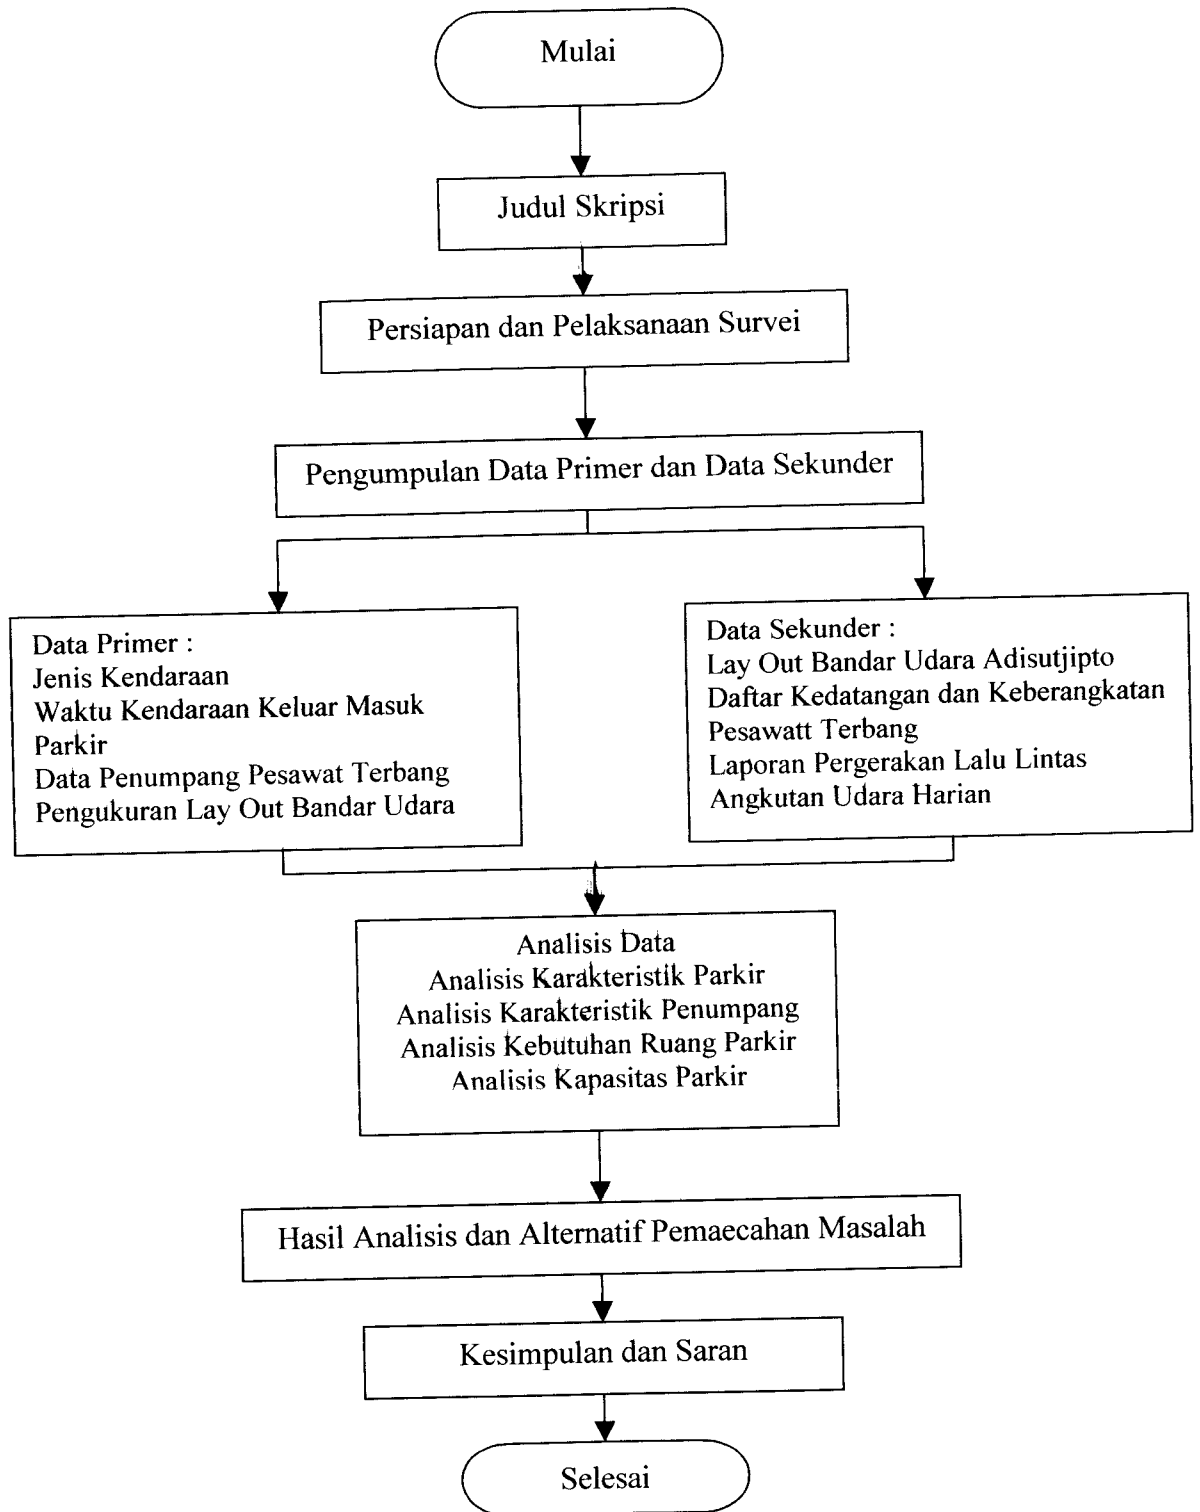 Mulai
Judul Skripsi
Persiapan dan Pelaksanaan Survei
Pengumpulan Data Primer dan Data Sekunder
Data Primer :
Jenis Kendaraan
Waktu Kendaraan Keluar Masuk
Parkir
Data Penumpang Pesawat Terbang
Pengukuran Lay Out Bandar Udara
Data Sekunder :
Lay Out Bandar Udara Adisutjipto
Daftar Kedatangan dan Keberangkatan
Pesawatt Terbang
Laporan Pergerakan Lalu Lintas
Angkutan Udara Harian
Analisis Data
Analisis Karakteristik Parkir
Analisis Karakteristik Penumpang
Analisis Kebutuhan Ruang Parkir
Analisis Kapasitas Parkir
Hasil Analisis dan Alternatif Pemaecahan Masalah
Kesimpulan dan Saran
Selesai